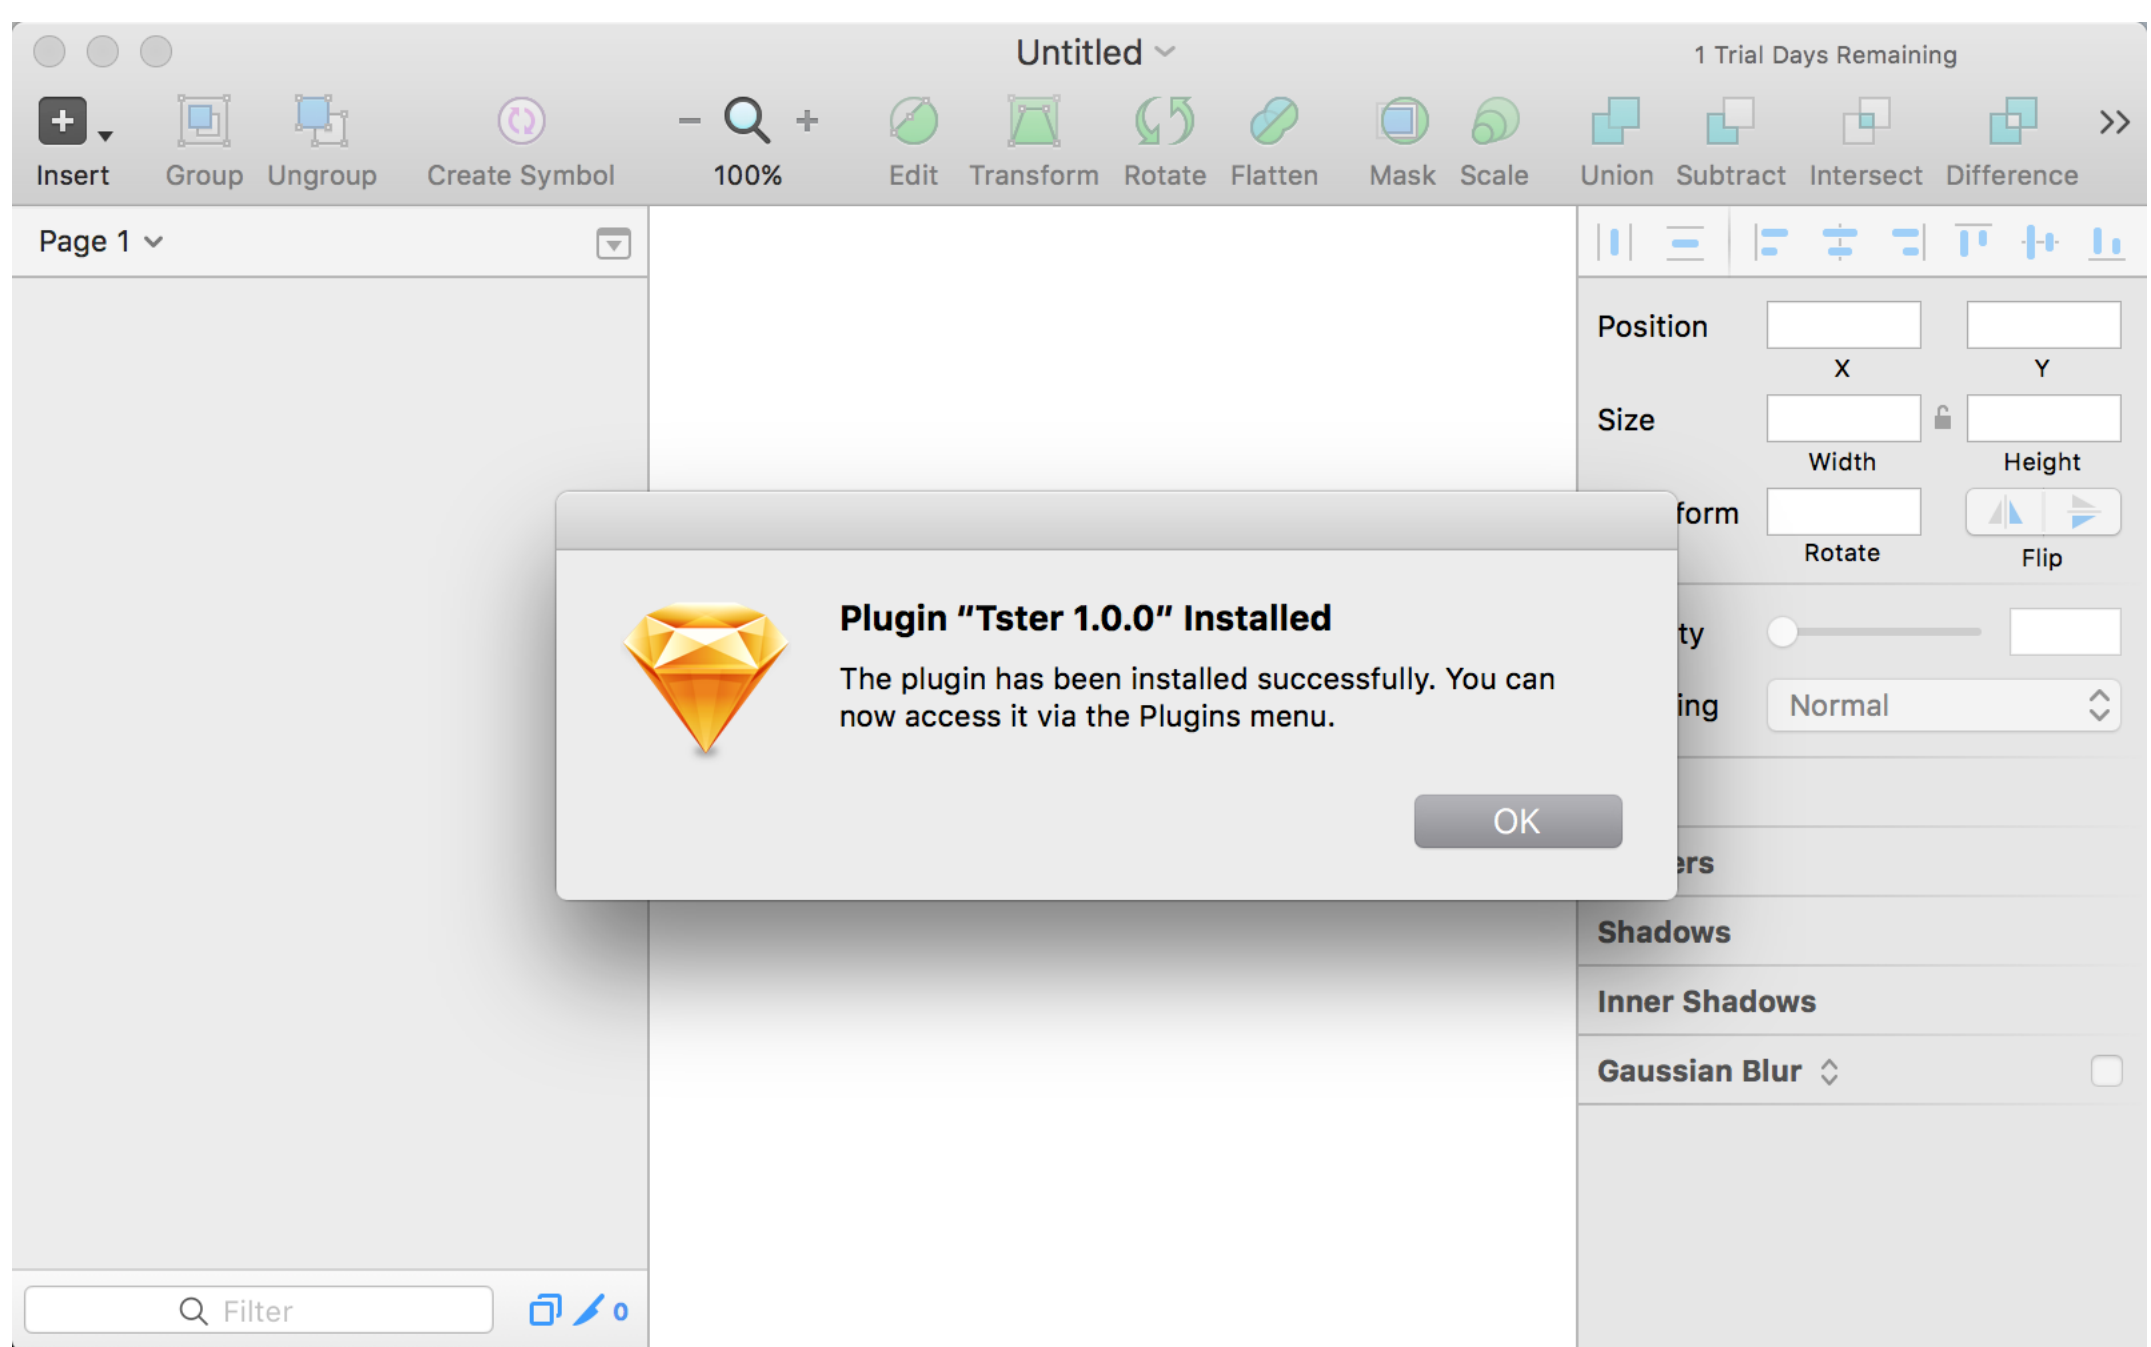 Untitled
1 Trial Days Remaining
Insert
Group
Ungroup
Create Symbol
100%
Edit
Transform
Rotate
Flatten
Mask
Scale
Union
Subtract
Intersect
Difference
Page 1
Position
X
Y
Size
Width
Height
form
Rotate
Flip
Plugin “Tster 1.0.0” Installed
The plugin has been installed successfully. You can
now access it via the Plugins menu.
OK
ty
ing
Normal
ers
Shadows
Inner Shadows
Gaussian Blur
Filter
0